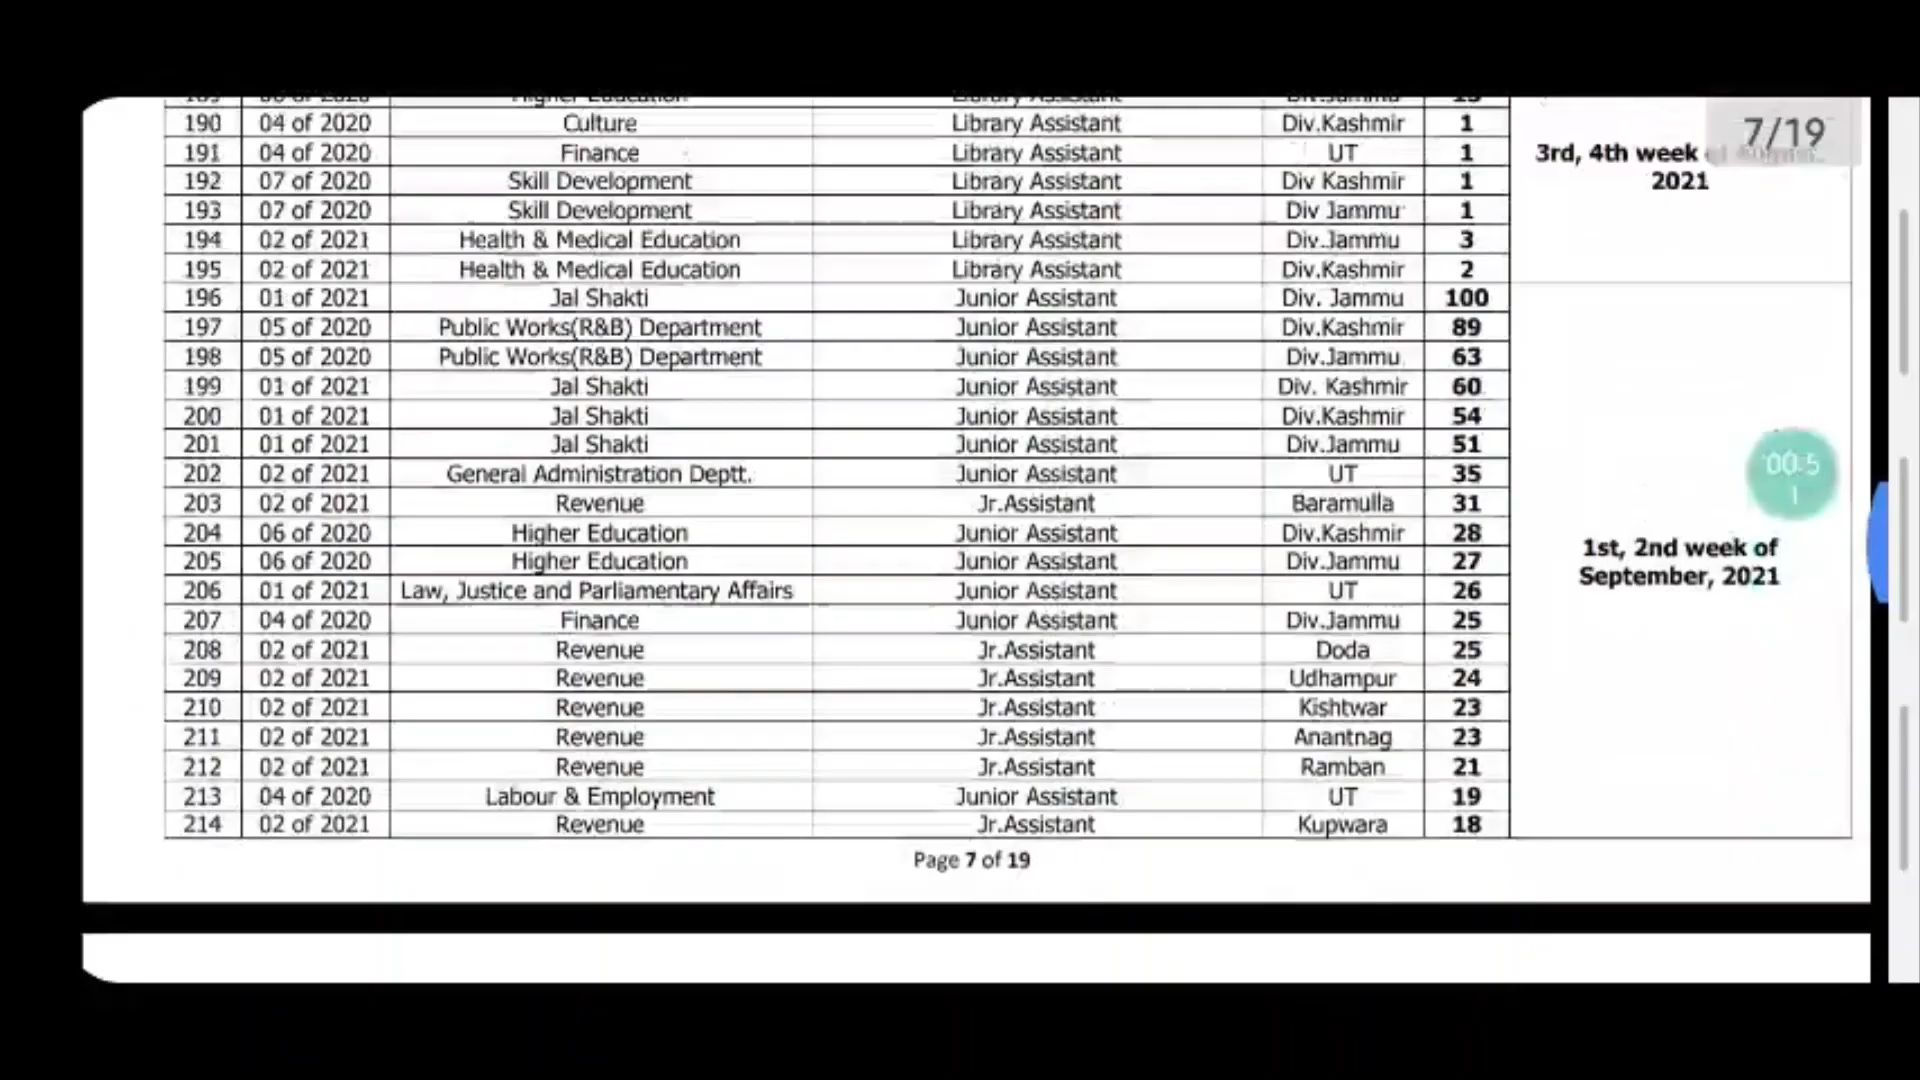 190 04 of 2020 Culture Library Assistant Div.Kashmir 1
191 04 of 2020 Finance Library Assistant UT 1
192 07 of 2020 Skill Development Library Assistant Div Kashmir 1
193 07 of 2020 Skill Development Library Assistant Div Jammu 1
194 02 of 2021 Health & Medical Education Library Assistant Div.Jammu 3
195 02 of 2021 Health & Medical Education Library Assistant Div.Kashmir 2
7/19
3rd, 4th week
2021
196 01 of 2021 Jal Shakti Junior Assistant Div. Jammu 100
197 05 of 2020 Public Works(R&B) Department Junior Assistant Div.Kashmir 89
198 05 of 2020 Public Works(R&B) Department Junior Assistant Div.Jammu 63
199 01 of 2021 Jal Shakti Junior Assistant Div. Kashmir 60
200 01 of 2021 Jal Shakti Junior Assistant Div.Kashmir 54
201 01 of 2021 Jal Shakti Junior Assistant Div.Jammu 51
202 02 of 2021 General Administration Deptt. Junior Assistant UT 35
203 02 of 2021 Revenue Jr.Assistant Baramulla 31
204 06 of 2020 Higher Education Junior Assistant Div.Kashmir 28
205 06 of 2020 Higher Education Junior Assistant Div.Jammu 27
206 01 of 2021 Law, Justice and Parliamentary Affairs Junior Assistant UT 26
207 04 of 2020 Finance Junior Assistant Div.Jammu 25
208 02 of 2021 Revenue Jr.Assistant Doda 25
209 02 of 2021 Revenue Jr.Assistant Udhampur 24
210 02 of 2021 Revenue Jr.Assistant Kishtwar 23
211 02 of 2021 Revenue Jr.Assistant Anantnag 23
212 02 of 2021 Revenue Jr.Assistant Ramban 21
213 04 of 2020 Labour & Employment Junior Assistant UT 19
214 02 of 2021 Revenue Jr.Assistant Kupwara 18
00:5
1
1st, 2nd week of
September, 2021
Page 7 of 19